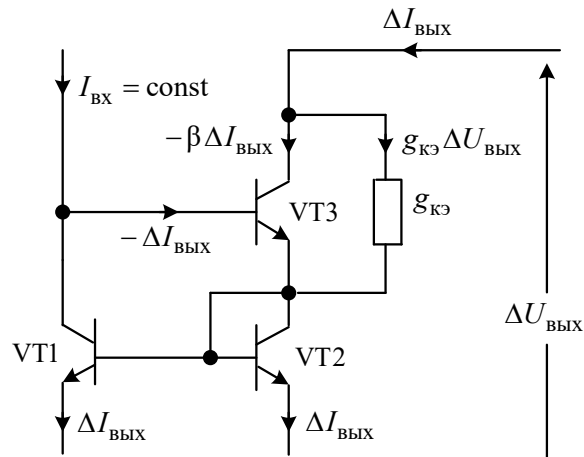 ΔIвых
Iвх = const
−βΔIвых
gкэΔUвых
gкэ
VT3
−ΔIвых
ΔUвых
VT1
VT2
ΔIвых
ΔIвых